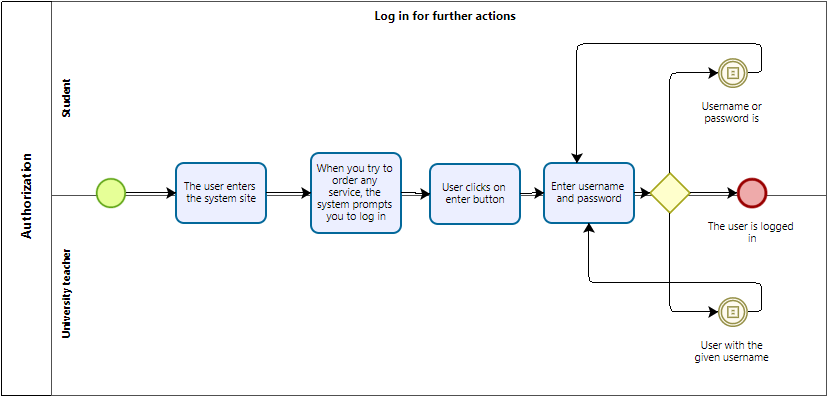 Log in for further actions
Authorization
Student
University teacher
The user enters
the system site
When you try to
order any
service, the
system prompts
you to log in
User clicks on
enter button
Enter username
and password
Username or
password is
The user is logged
in
User with the
given username